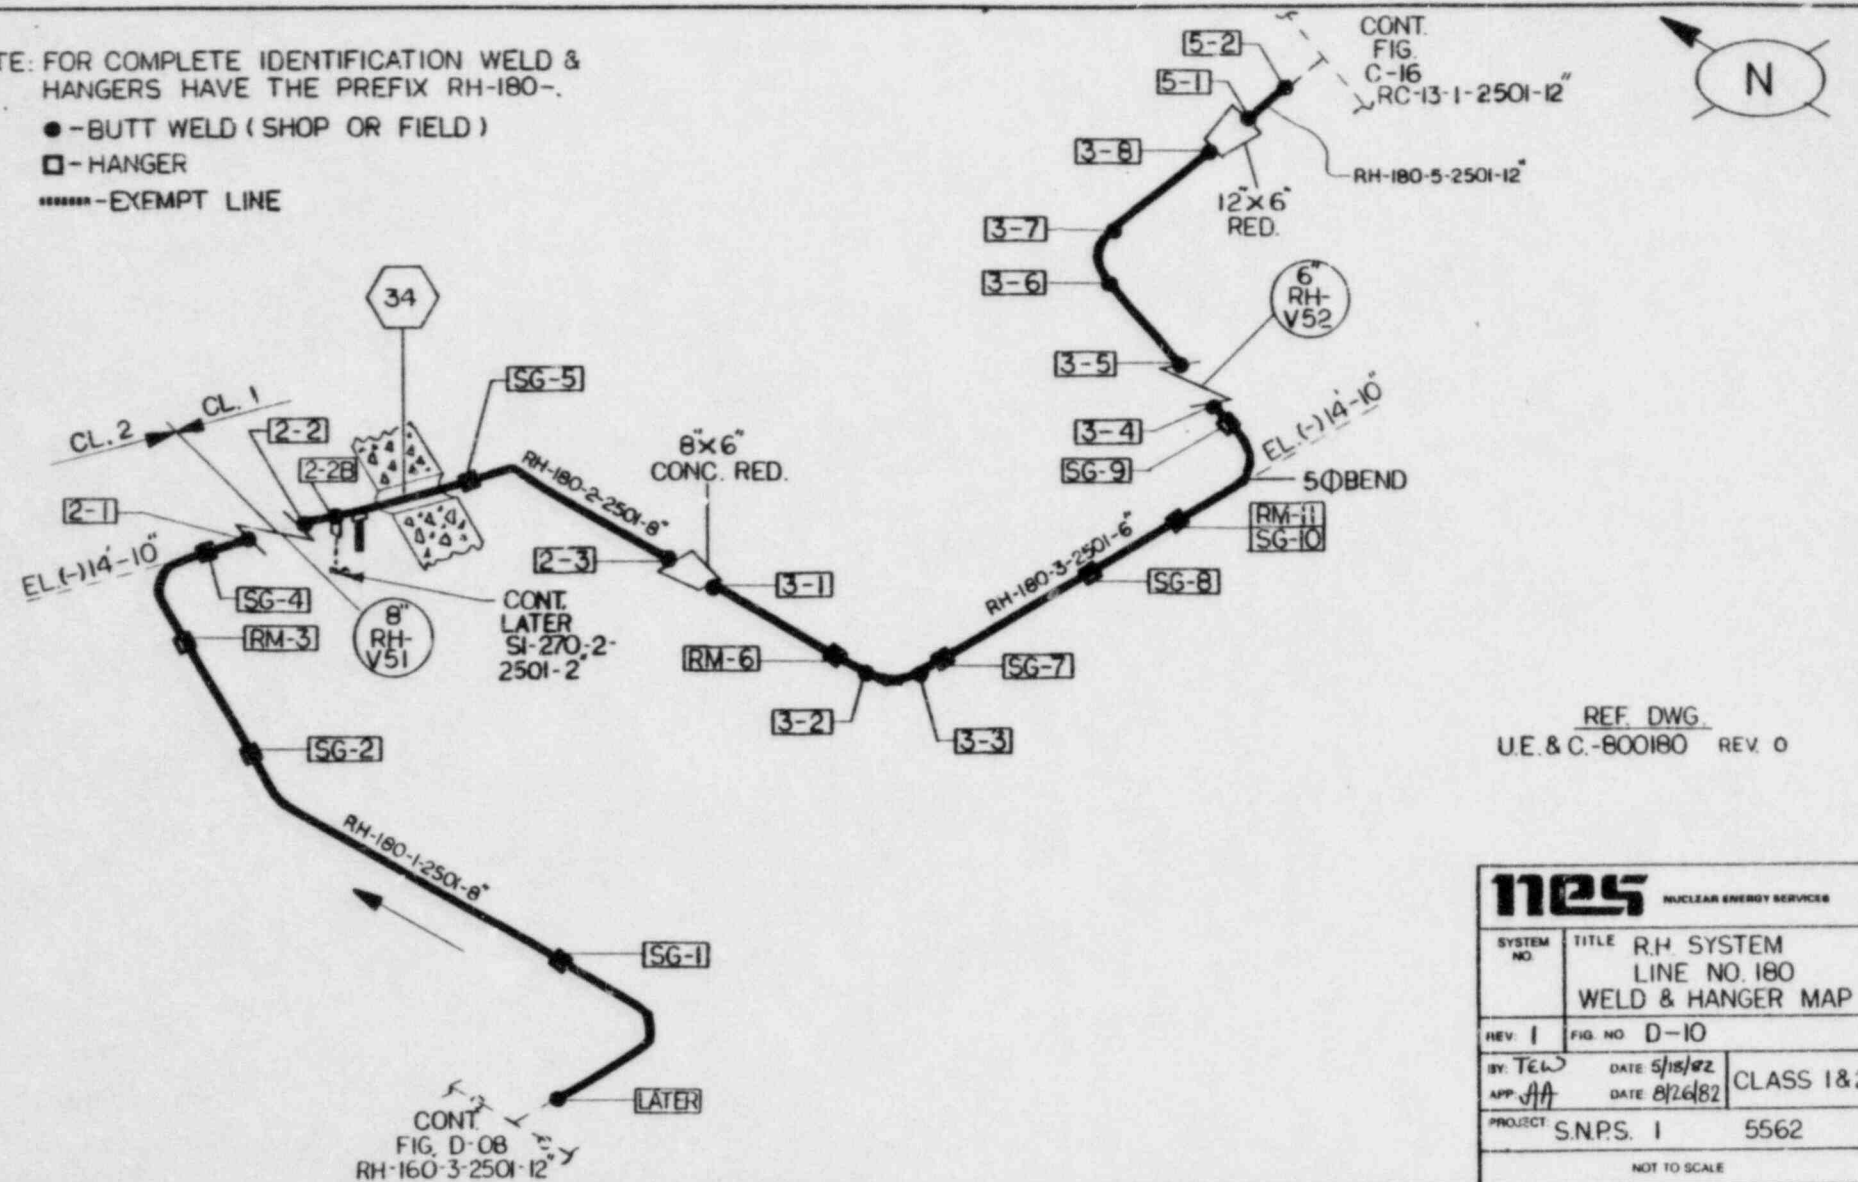 TE: FOR COMPLETE IDENTIFICATION WELD &
HANGERS HAVE THE PREFIX RH-180-.
●-BUTT WELD (SHOP OR FIELD)
-HANGER
-EXEMPT LINE
CONT.
FIG.
C-16
RC-13-1-2501-12"
N
5-2
5-1
3-8
RH-180-5-2501-12"
12"X6"
RED.
3-7
3-6
6"
RH-
V52
3-5
3-4
SG-9
EL.(-)14'-10"
5ⵀBEND
RM-11
SG-10
SG-8
RH-180-3-2501-6"
34
SG-5
CL. 2
CL. 1
2-2
2-2B
2-1
EL.(-)14'-10"
SG-4
RM-3
8"
RH-
V51
CONT.
LATER
SI-270-2-
2501-2"
RH-180-2-2501-8"
8"X6"
CONC. RED.
2-3
3-1
RM-6
SG-7
3-2
3-3
SG-2
RH-180-1-2501-8"
SG-1
LATER
CONT.
FIG. D-08
RH-160-3-2501-12"
REF. DWG.
U.E.& C.-800180 REV. 0
nes NUCLEAR ENERGY SERVICES
SYSTEM NO.
TITLE R.H. SYSTEM
LINE NO. 180
WELD & HANGER MAP
REV: 1 FIG. NO. D-10
BY: TEW DATE 5/18/82
APP: AA DATE 8/26/82
CLASS 1&2
PROJECT: S.N.P.S. 1 5562
NOT TO SCALE